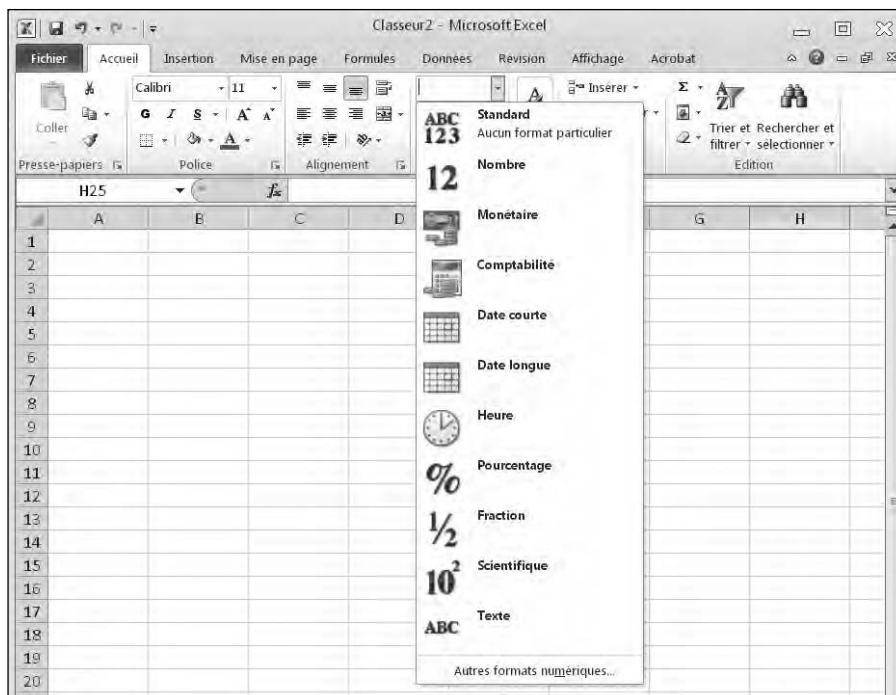 Classeur2 - Microsoft Excel
Fichier Accueil Insertion Mise en page Formules Données Revision Affichage Acrobat
Calibri 11 Insérer
Coller G I S A A A Σ A Z Trier et filtrer Rechercher et sélectionner
Presse-papiers Police Alignement Edition
H25 fx
A B C D G H
ABC 123 Standard
Aucun format particulier
12 Nombre
Monétaire
Comptabilité
Date courte
Date longue
Heure
% Pourcentage
½ Fraction
10² Scientifique
ABC Texte
Autres formats numériques...
1
2
3
4
5
6
7
8
9
10
11
12
13
14
15
16
17
18
19
20